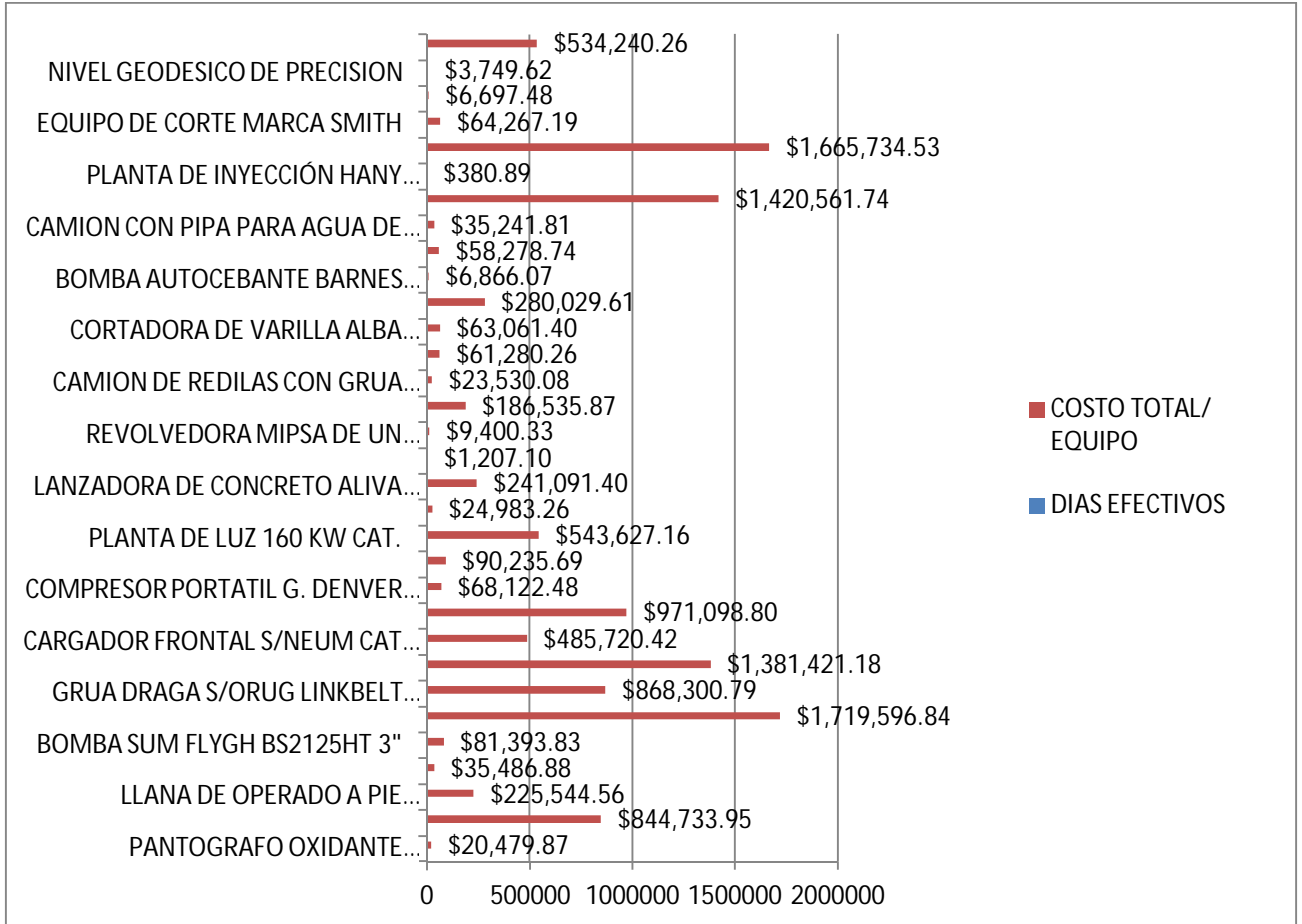 $534,240.26
NIVEL GEODESICO DE PRECISION $3,749.62
$6,697.48
EQUIPO DE CORTE MARCA SMITH $64,267.19
$1,665,734.53
PLANTA DE INYECCIÓN HANY... $380.89
$1,420,561.74
CAMION CON PIPA PARA AGUA DE... $35,241.81
$58,278.74
BOMBA AUTOCEBANTE BARNES... $6,866.07
$280,029.61
CORTADORA DE VARILLA ALBA... $63,061.40
$61,280.26
CAMION DE REDILAS CON GRUA... $23,530.08
$186,535.87
REVOLVEDORA MIPSA DE UN... $9,400.33
$1,207.10
LANZADORA DE CONCRETO ALIVA... $241,091.40
$24,983.26
PLANTA DE LUZ 160 KW CAT. $543,627.16
$90,235.69
COMPRESOR PORTATIL G. DENVER... $68,122.48
$971,098.80
CARGADOR FRONTAL S/NEUM CAT... $485,720.42
$1,381,421.18
GRUA DRAGA S/ORUG LINKBELT... $868,300.79
$1,719,596.84
BOMBA SUM FLYGH BS2125HT 3" $81,393.83
$35,486.88
LLANA DE OPERADO A PIE... $225,544.56
$844,733.95
PANTOGRAFO OXIDANTE... $20,479.87
0 500000 1000000 1500000 2000000
COSTO TOTAL/
EQUIPO
DIAS EFECTIVOS